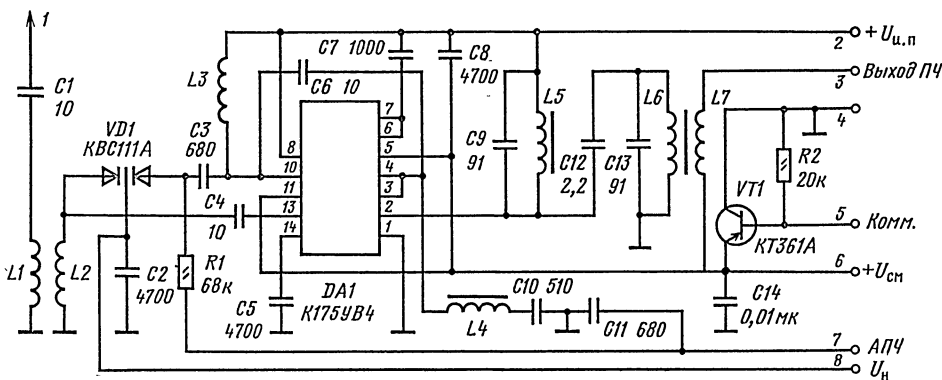 1
C1
10
VD1
КВС111А
C3
680
L3
C7 1000
C6 10
C8
4700
2
+ Uи.п
Выход ПЧ
3
4
L5
L6
L7
C9
91
C12
2,2
C13
91
R2
20к
VT1
КТ361А
5
Комм.
6
+Uсм
C14
0,01 мк
7
6
5
4
3
2
1
8
10
11
13
14
DA1
К175УВ4
C4
10
L1
L2
C2
4700
R1
68к
C5
4700
C10 510
L4
C11 680
7
АПЧ
8
Uн